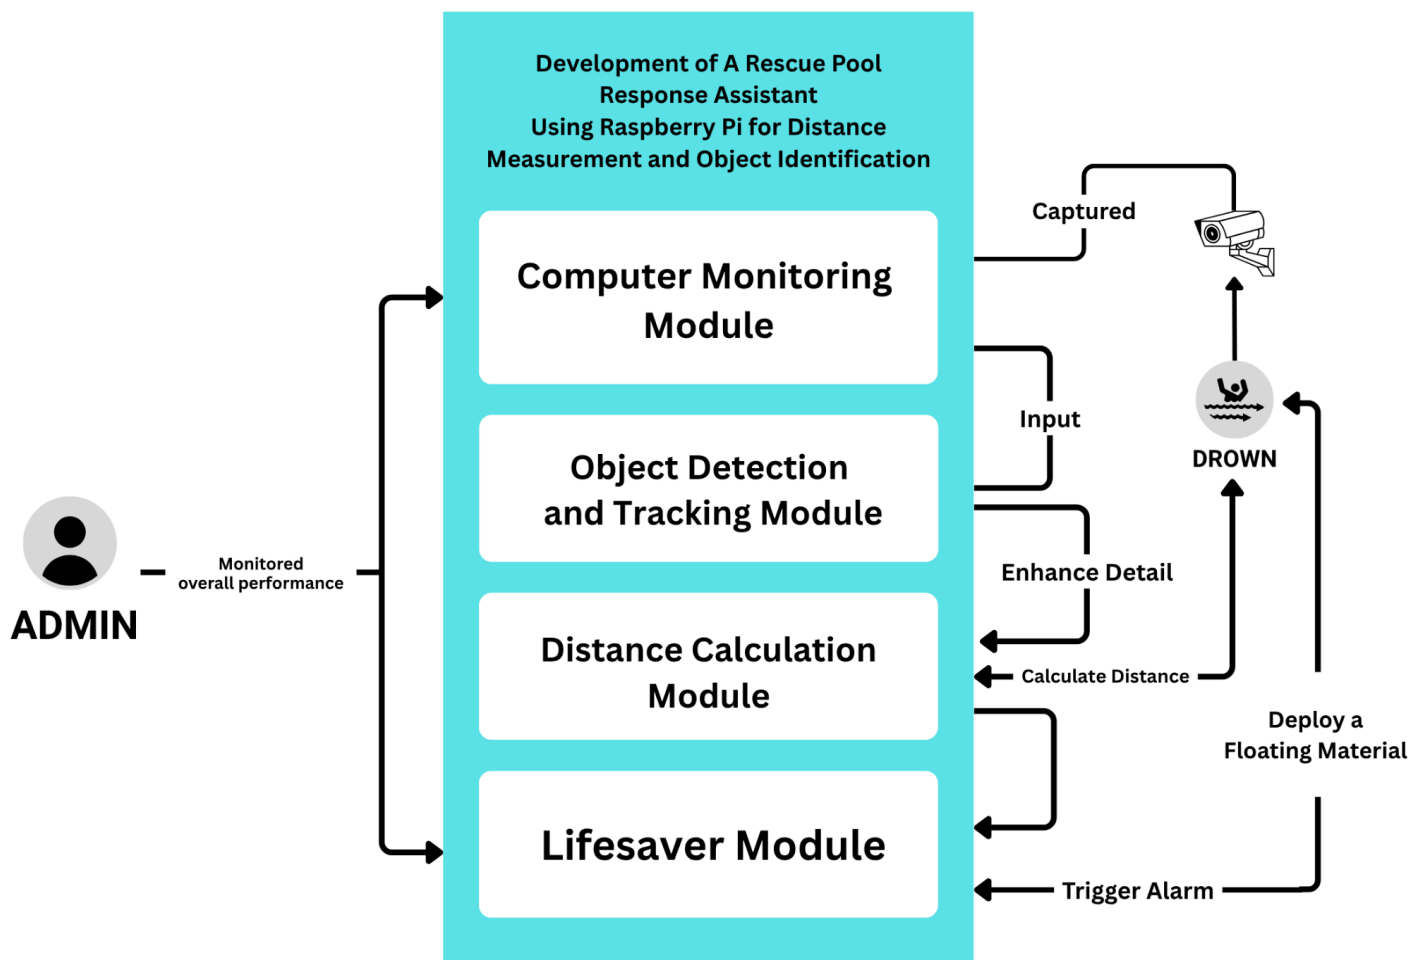 Development of A Rescue Pool
Response Assistant
Using Raspberry Pi for Distance
Measurement and Object Identification
Captured
Computer Monitoring
Module
Input
Object Detection
and Tracking Module
DROWN
Monitored
overall performance
ADMIN
Enhance Detail
Distance Calculation
Module
Calculate Distance
Deploy a
Floating Material
Lifesaver Module
Trigger Alarm